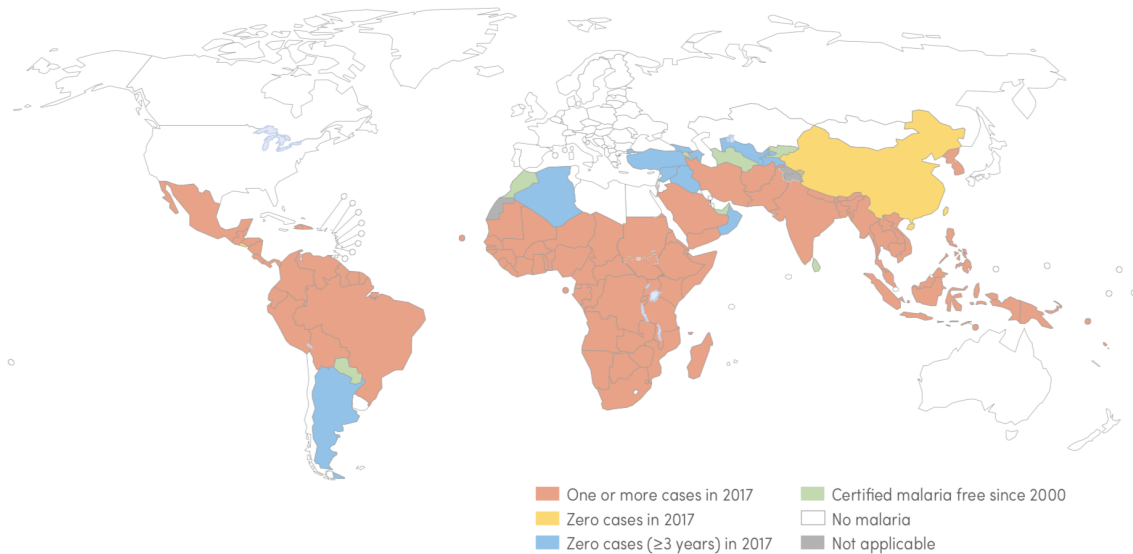 One or more cases in 2017
Zero cases in 2017
Zero cases (≥3 years) in 2017
Certified malaria free since 2000
No malaria
Not applicable